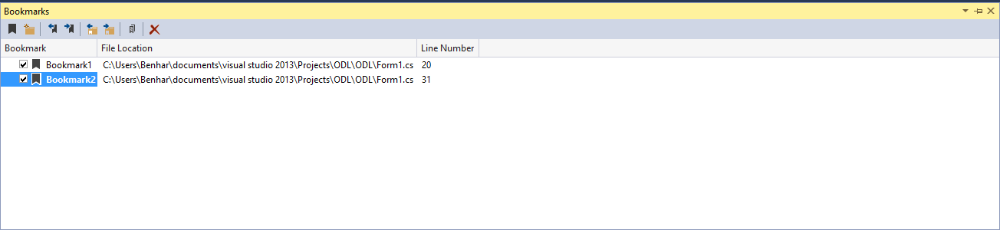 Bookmarks
Bookmark File Location Line Number
Bookmark1 C:\Users\Benhar\documents\visual studio 2013\Projects\ODL\ODL\Form1.cs 20
Bookmark2 C:\Users\Benhar\documents\visual studio 2013\Projects\ODL\ODL\Form1.cs 31